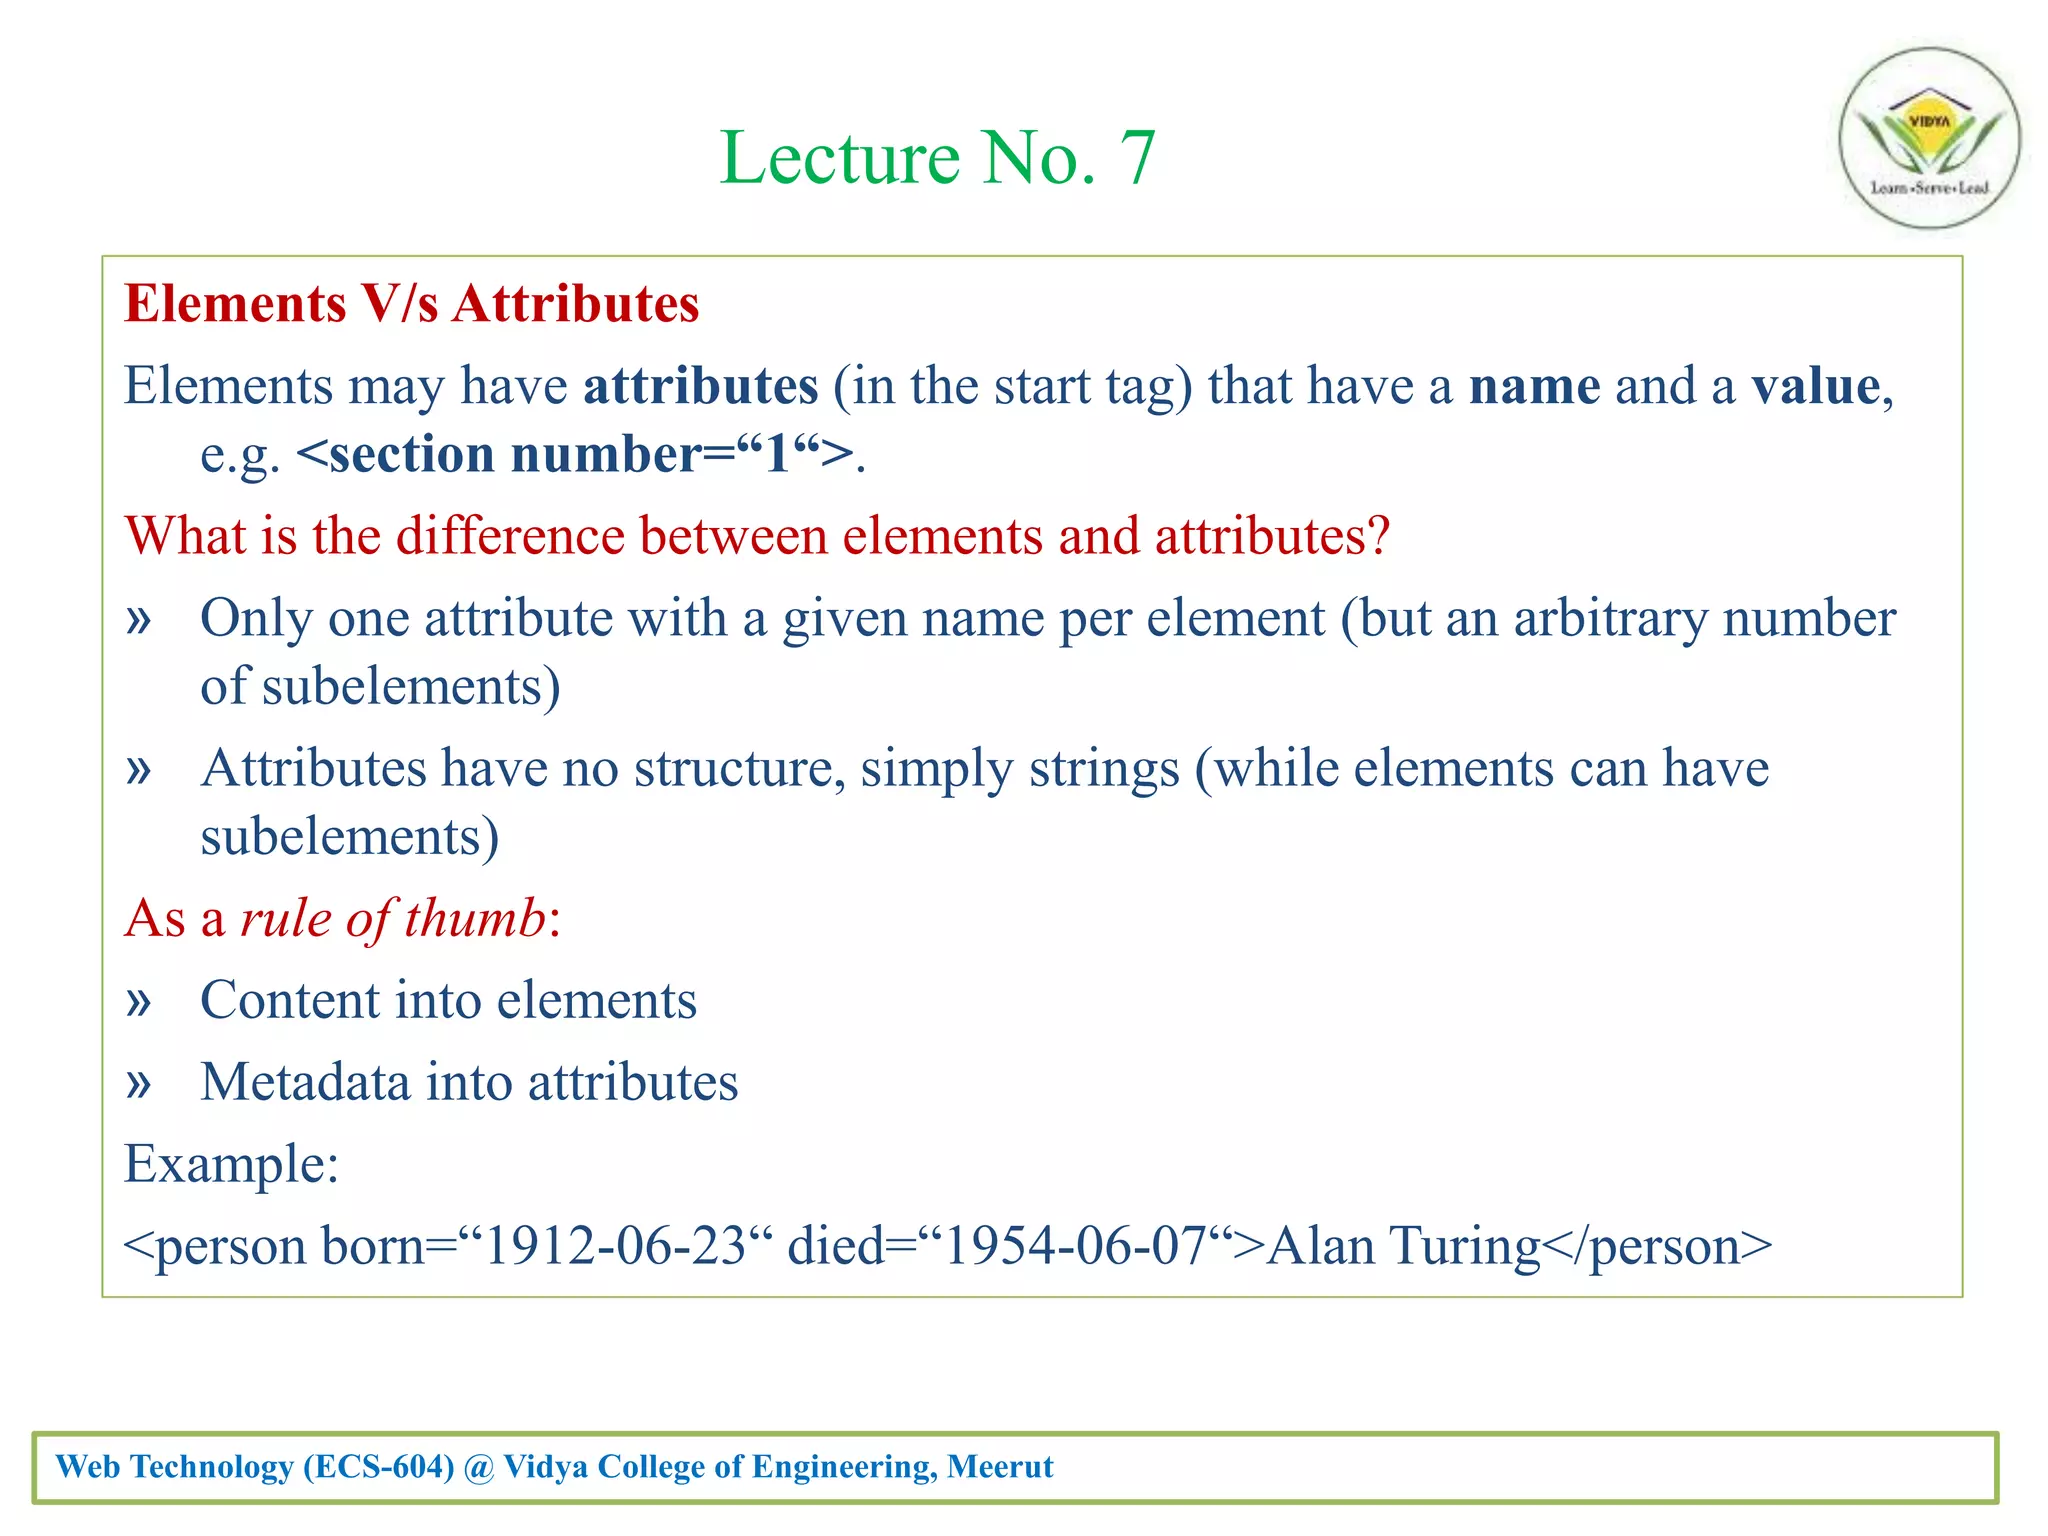 VIDYA
Learn•Serve•Lead
Lecture No. 7
Elements V/s Attributes
Elements may have attributes (in the start tag) that have a name and a value,
e.g. <section number=“1“>.
What is the difference between elements and attributes?
» Only one attribute with a given name per element (but an arbitrary number
of subelements)
» Attributes have no structure, simply strings (while elements can have
subelements)
As a rule of thumb:
» Content into elements
» Metadata into attributes
Example:
<person born=“1912-06-23“ died=“1954-06-07“>Alan Turing</person>
Web Technology (ECS-604) @ Vidya College of Engineering, Meerut